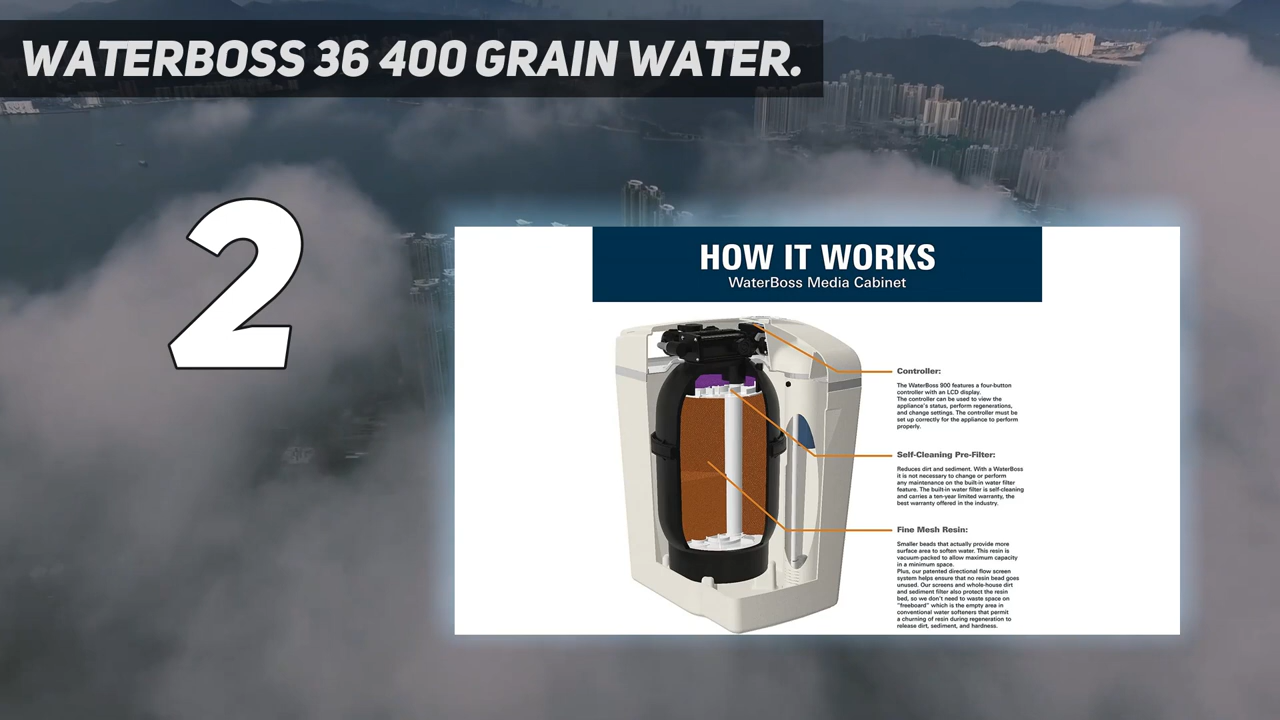 WATERBOSS 36 400 GRAIN WATER.
2
HOW IT WORKS
WaterBoss Media Cabinet
Controller:
The WaterBoss 900 features a four-button
controller with an LCD display.
The controller can be used to view the
appliance's status, perform regenerations,
and change settings. The controller must be
set up correctly for the appliance to perform
properly.
Self-Cleaning Pre-Filter:
Reduces dirt and sediment. With a WaterBoss
it is not necessary to change or perform
any maintenance on the built-in water filter
feature. The built-in water filter is self-cleaning
and carries a ten-year limited warranty, the
best warranty offered in the industry.
Fine Mesh Resin:
Smaller beads that actually provide more
surface area to soften water. This resin is
vacuum-packed to allow maximum capacity
in a minimum space.
Plus, our patented directional flow screen
system helps ensure that no resin bead goes
unused. Our screens and whole-house dirt
and sediment filter also protect the resin
bed, so we don't need to waste space on
"freeboard" which is the empty area in
conventional water softeners that permit
a churning of resin during regeneration to
release dirt, sediment, and hardness.